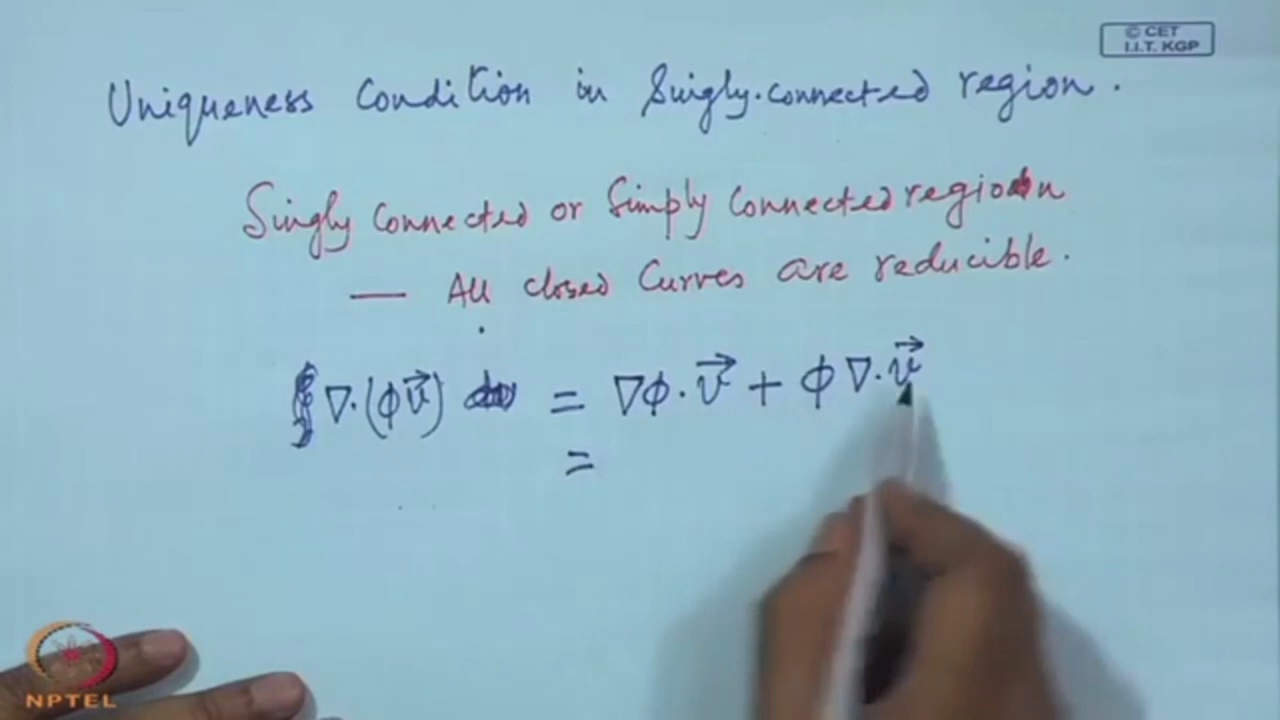 © CET
I.I.T. KGP
Uniqueness Condition in Singly-connected region.
Singly Connected or Simply Connected region
— All closed Curves are reducible.
∇·(ϕv⃗) = ∇ϕ·v⃗ + ϕ∇·v⃗
=
NPTEL